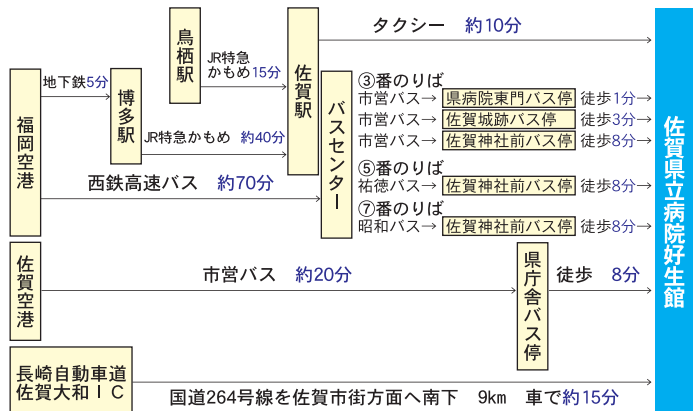 タクシー 約10分
鳥栖駅
JR特急
かもめ15分
佐賀駅
地下鉄5分
博多駅
福岡空港
JR特急かもめ 約40分
西鉄高速バス 約70分
バスセンター
③番のりば
市営バス→県病院東門バス停 徒歩1分→
市営バス→佐賀城跡バス停 徒歩3分→
市営バス→佐賀神社前バス停 徒歩8分→
⑤番のりば
祐徳バス→佐賀神社前バス停 徒歩8分→
⑦番のりば
昭和バス→佐賀神社前バス停 徒歩8分→
佐賀空港
市営バス 約20分
県庁舎バス停
徒歩 8分
長崎自動車道
佐賀大和IC
国道264号線を佐賀市街方面へ南下 9km 車で約15分
佐賀県立病院好生館